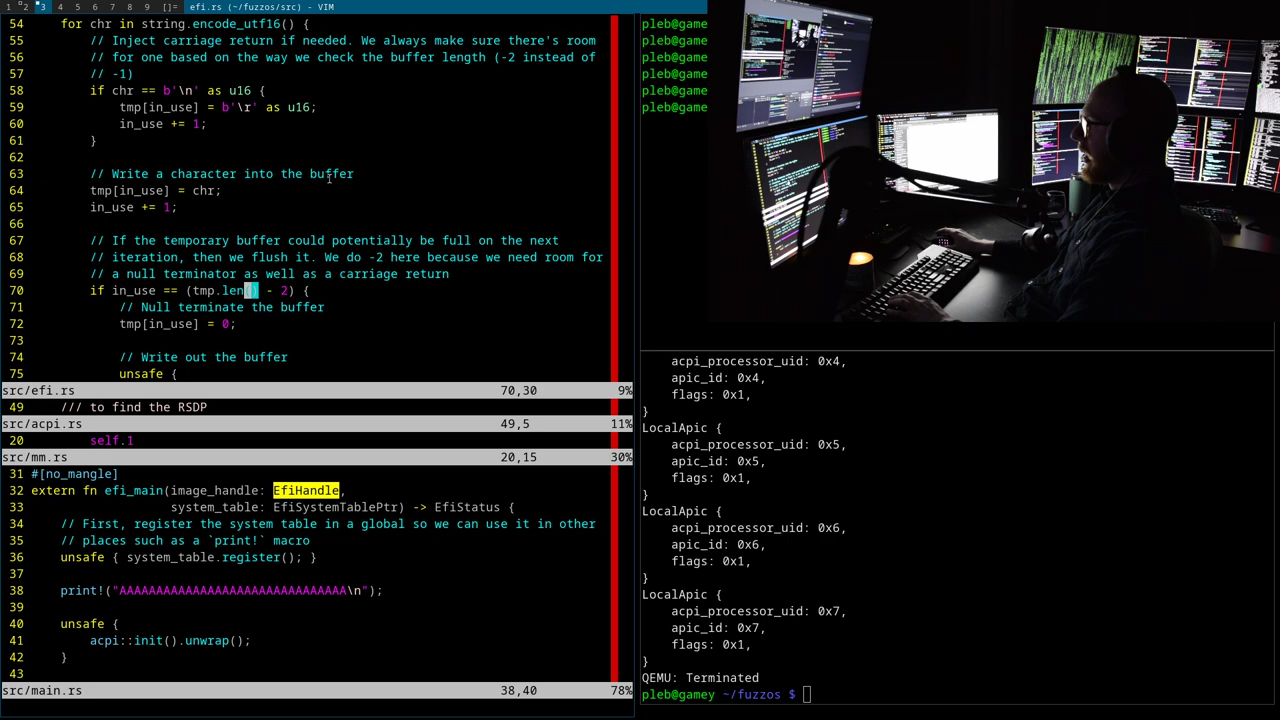 1 2 3 4 5 6 7 8 9 []= efi.rs (~/fuzzos/src) - VIM
54     for chr in string.encode_utf16() {
55         // Inject carriage return if needed. We always make sure there's room
56         // for one based on the way we check the buffer length (-2 instead of
57         // -1)
58         if chr == b'\n' as u16 {
59             tmp[in_use] = b'\r' as u16;
60             in_use += 1;
61         }
62
63         // Write a character into the buffer
64         tmp[in_use] = chr;
65         in_use += 1;
66
67         // If the temporary buffer could potentially be full on the next
68         // iteration, then we flush it. We do -2 here because we need room for
69         // a null terminator as well as a carriage return
70         if in_use == (tmp.len() - 2) {
71             // Null terminate the buffer
72             tmp[in_use] = 0;
73
74             // Write out the buffer
75             unsafe {
src/efi.rs 70,30 9%
49     /// to find the RSDP
src/acpi.rs 49,5 11%
20         self.1
src/mm.rs 20,15 30%
31 #[no_mangle]
32 extern fn efi_main(image_handle: EfiHandle,
33                    system_table: EfiSystemTablePtr) -> EfiStatus {
34     // First, register the system table in a global so we can use it in other
35     // places such as a `print!` macro
36     unsafe { system_table.register(); }
37
38     print!("AAAAAAAAAAAAAAAAAAAAAAAAAAAAAAA\n");
39
40     unsafe {
41         acpi::init().unwrap();
42     }
43
src/main.rs 38,40 78%
pleb@game
pleb@game
pleb@game
pleb@game
pleb@game
pleb@game
    acpi_processor_uid: 0x4,
    apic_id: 0x4,
    flags: 0x1,
}
LocalApic {
    acpi_processor_uid: 0x5,
    apic_id: 0x5,
    flags: 0x1,
}
LocalApic {
    acpi_processor_uid: 0x6,
    apic_id: 0x6,
    flags: 0x1,
}
LocalApic {
    acpi_processor_uid: 0x7,
    apic_id: 0x7,
    flags: 0x1,
}
QEMU: Terminated
pleb@gamey ~/fuzzos $